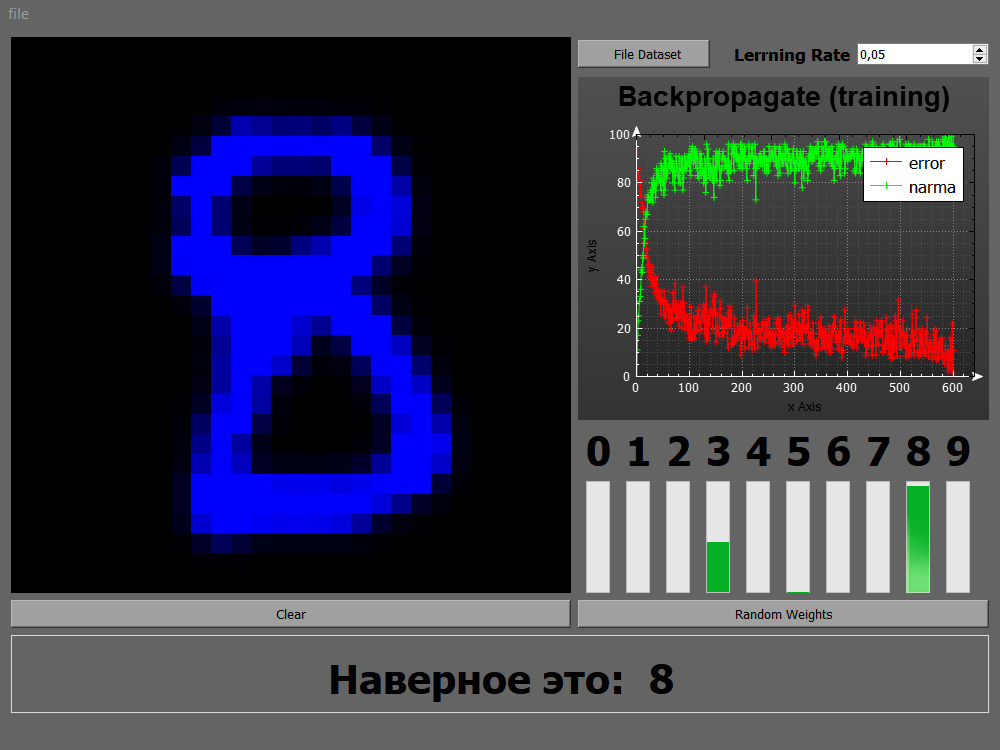 file
File Dataset
Lerrning Rate 0,05
Backpropagate (training)
error
narma
100
80
60
40
20
0
y Axis
0 100 200 300 400 500 600
x Axis
0 1 2 3 4 5 6 7 8 9
Clear
Random Weights
Наверное это: 8